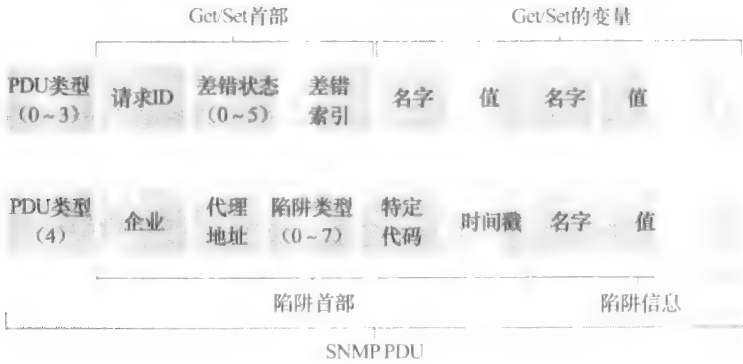 Get/Set首部 Get/Set的变量
PDU类型 请求ID 差错状态 差错 名字 值 名字 值
(0~3) (0~5) 索引
PDU类型 企业 代理 陷阱类型 特定 时间戳 名字 值
(4) 地址 (0~7) 代码
陷阱首部 陷阱信息
SNMP PDU